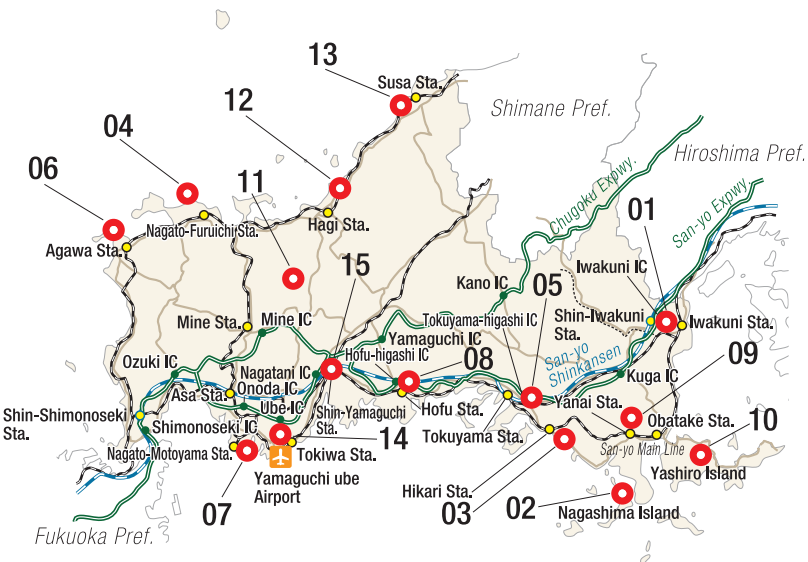 13
Susa Sta.
Shimane Pref.
12
04
Hiroshima Pref.
06
11
Chugoku Expwy.
San-yo Expwy.
01
Nagato-Furuichi Sta.
Hagi Sta.
Agawa Sta.
15
Iwakuni IC
Kano IC
05
Mine Sta.
Mine IC
Tokuyama-higashi IC
Shin-Iwakuni
Sta.
Iwakuni Sta.
Yamaguchi IC
Hofu-higashi IC
08
San-yo
Shinkansen
09
Ozuki IC
Nagatani IC
Kuga IC
Asa Sta.
Onoda IC
Yanai Sta.
Shin-Shimonoseki
Sta.
Ube IC
Shin-Yamaguchi
Sta.
Hofu Sta.
Obatake Sta.
10
Shimonoseki IC
14
Tokuyama Sta.
San-yo Main Line
Nagato-Motoyama Sta.
Tokiwa Sta.
Yashiro Island
07
Yamaguchi ube
Airport
Hikari Sta.
03
02
Nagashima Island
Fukuoka Pref.